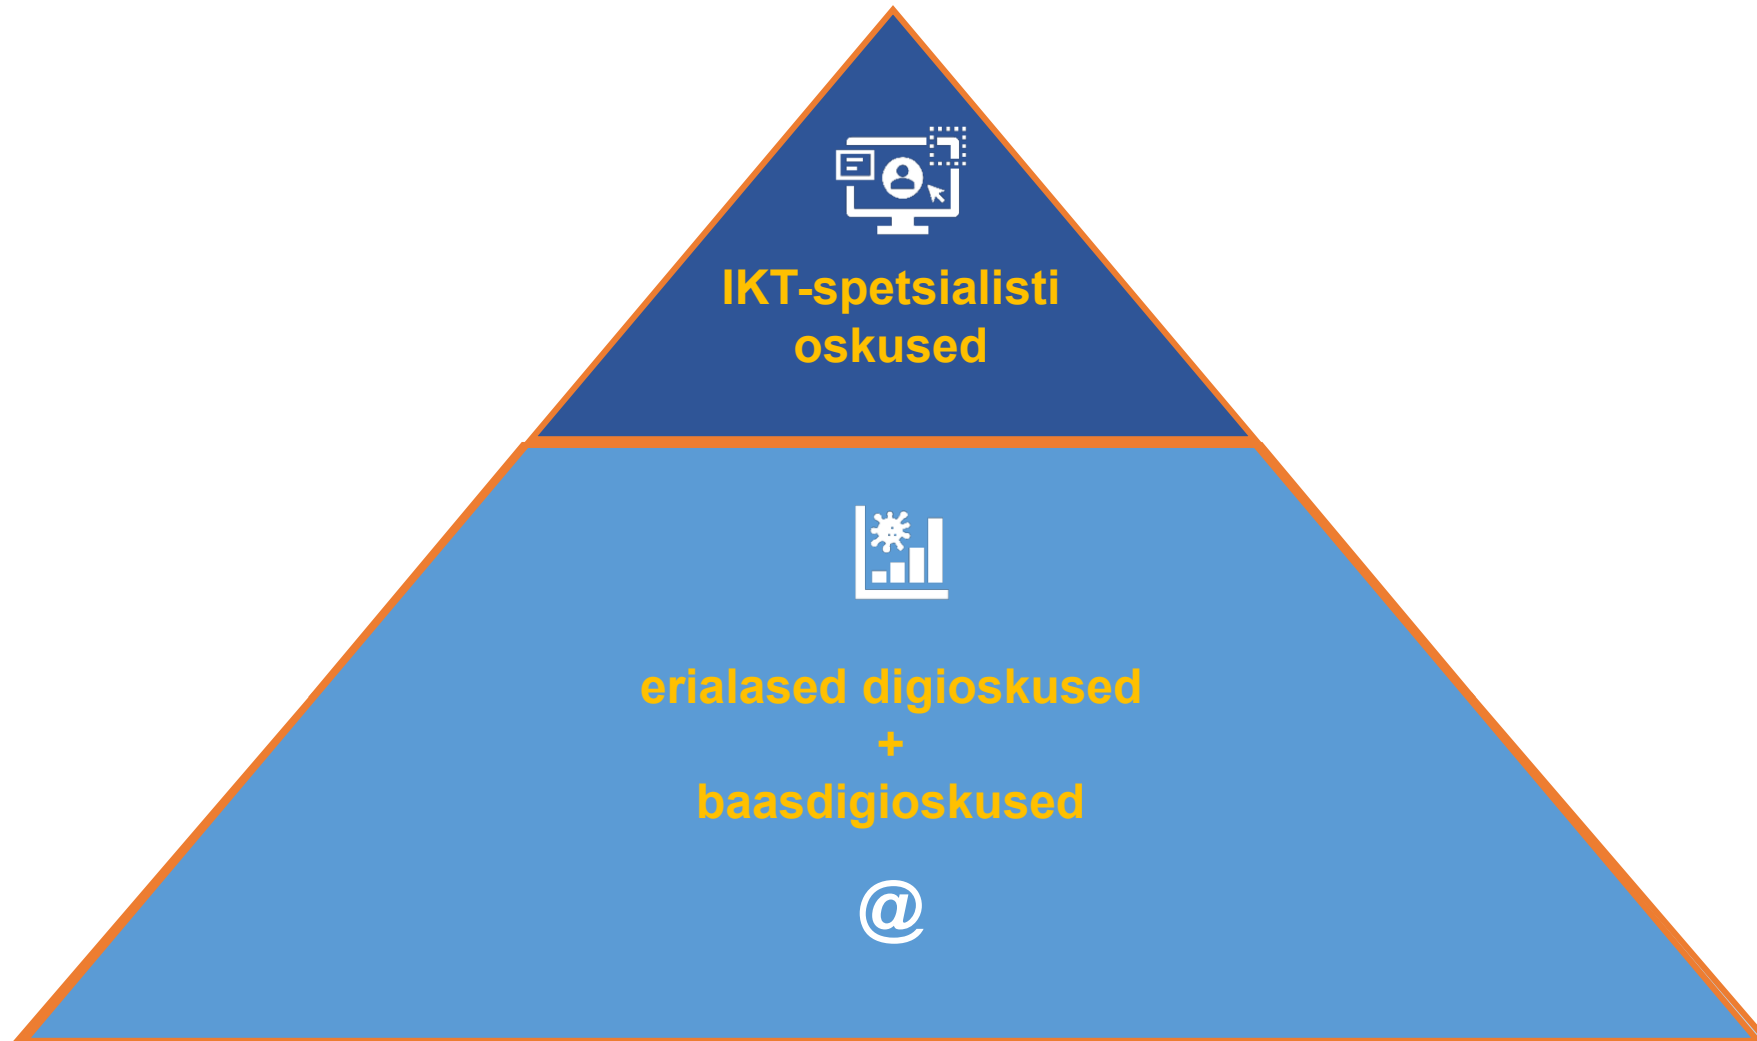 IKT-spetsialisti
oskused
erialased digioskused
+
baasdigioskused
@